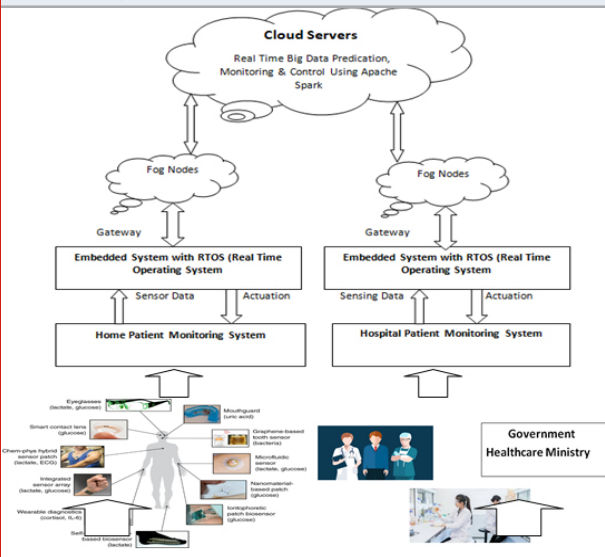 Cloud Servers
Real Time Big Data Predication,
Monitoring & Control Using Apache
Spark
Fog Nodes
Fog Nodes
Gateway
Gateway
Embedded System with RTOS (Real Time
Operating System
Embedded System with RTOS (Real Time
Operating System
Sensor Data
Actuation
Sensing Data
Actuation
Home Patient Monitoring System
Hospital Patient Monitoring System
Eyeglasses
(lactate, glucose)
Mouthguard
(uric acid)
Smart contact lens
(glucose)
Graphene-based
tooth sensor
(bacteria)
Chem-phys hybrid
sensor patch
(lactate, ECG)
Microfluidic
sensor
(lactate, glucose)
Integrated
sensor array
(lactate, glucose)
Nanomaterial-
based patch
(glucose)
Wearable diagnostics
(cortisol, IL-6)
Iontophoretic
patch biosensor
(glucose)
Self-
based biosensor
(lactate)
Government
Healthcare Ministry